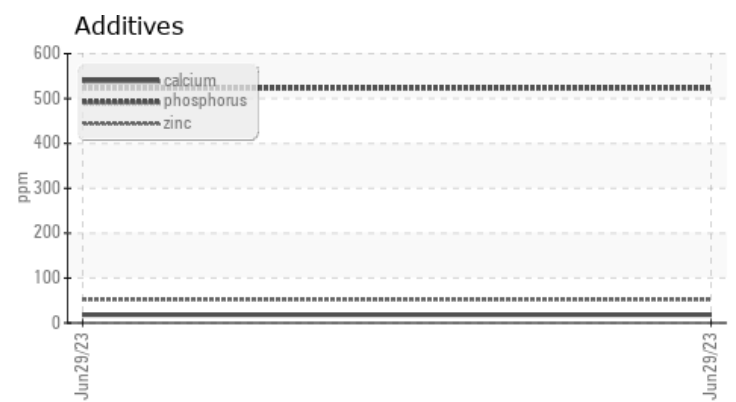 Additives
600
500
400
300
200
100
0
ppm
calcium
phosphorus
zinc
Jun29/23
Jun29/23